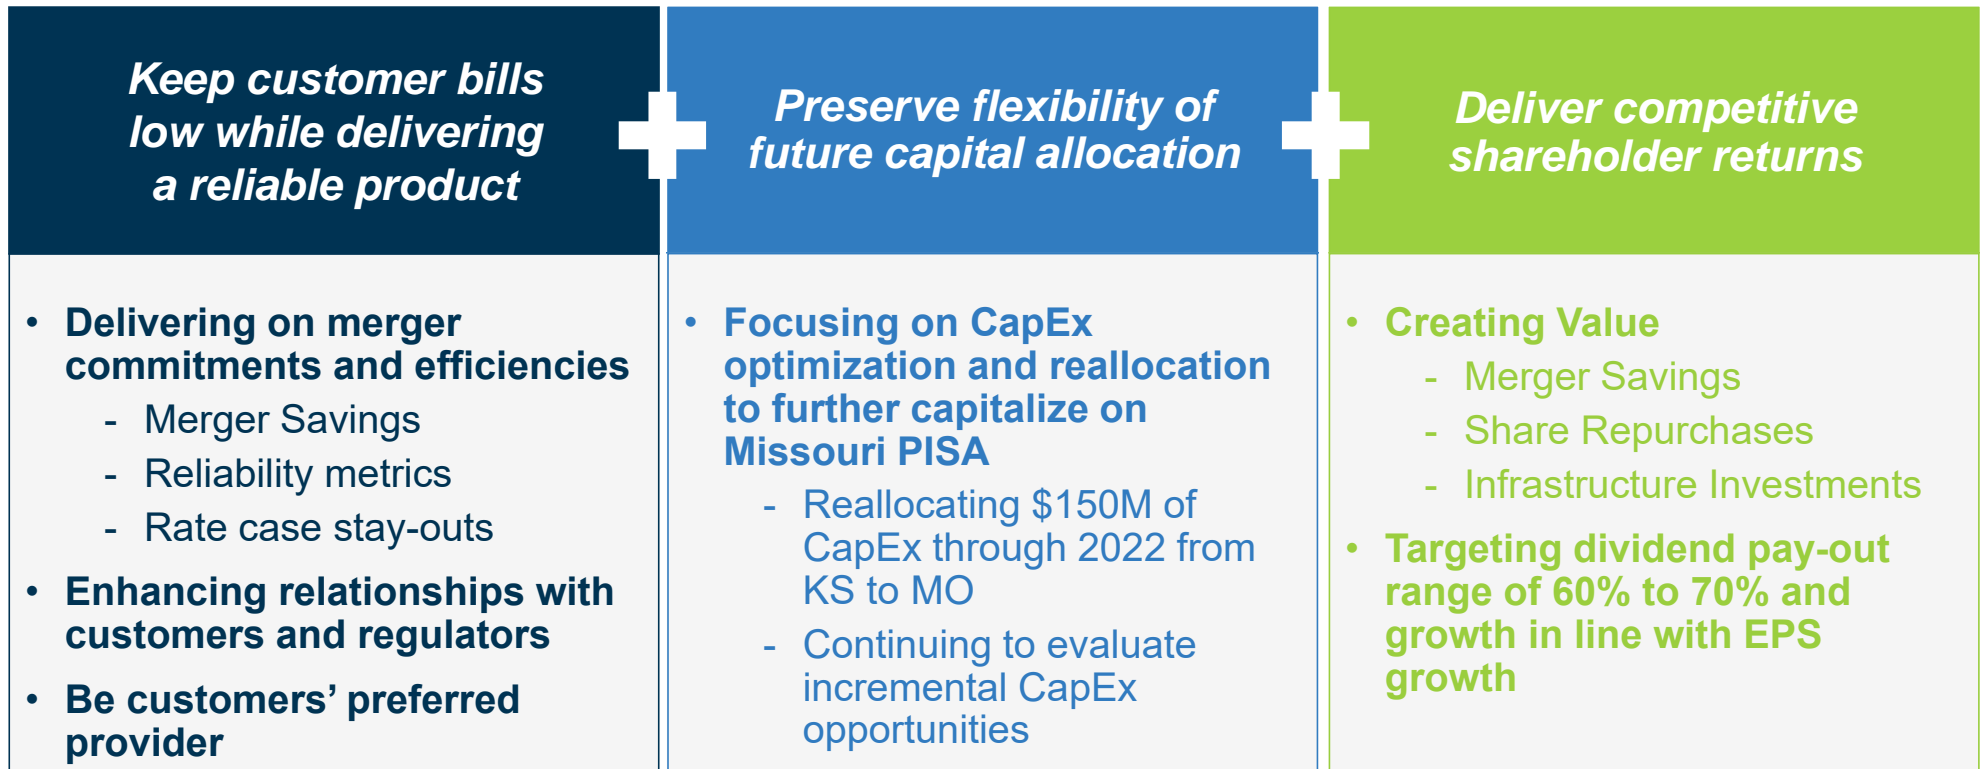 Keep customer bills
low while delivering
a reliable product
Preserve flexibility of
future capital allocation
Deliver competitive
shareholder returns
• Delivering on merger
commitments and efficiencies
- Merger Savings
- Reliability metrics
- Rate case stay-outs
• Enhancing relationships with
customers and regulators
• Be customers’ preferred
provider
• Focusing on CapEx
optimization and reallocation
to further capitalize on
Missouri PISA
- Reallocating $150M of
CapEx through 2022 from
KS to MO
- Continuing to evaluate
incremental CapEx
opportunities
• Creating Value
- Merger Savings
- Share Repurchases
- Infrastructure Investments
• Targeting dividend pay-out
range of 60% to 70% and
growth in line with EPS
growth